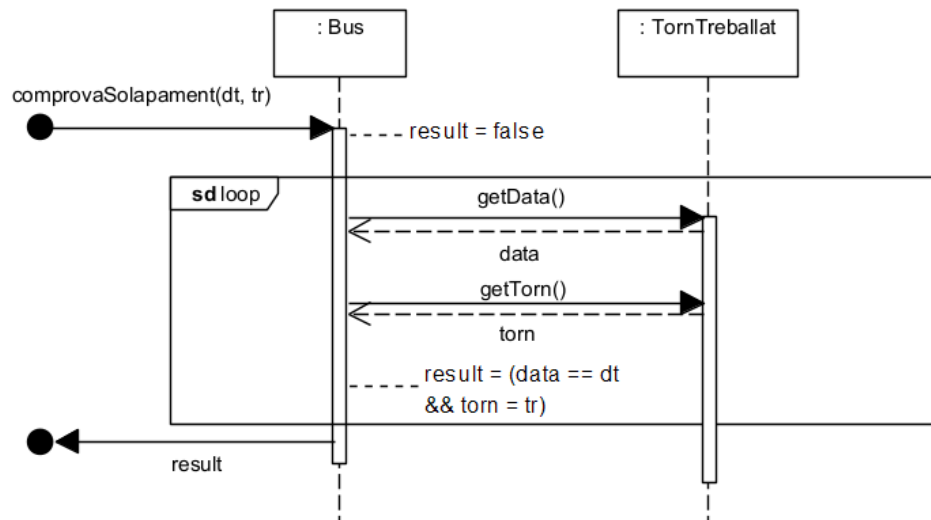 : Bus
: TornTreballat
comprovaSolapament(dt, tr)
result = false
sd loop
getData()
data
getTorn()
torn
result = (data == dt
&& torn = tr)
result